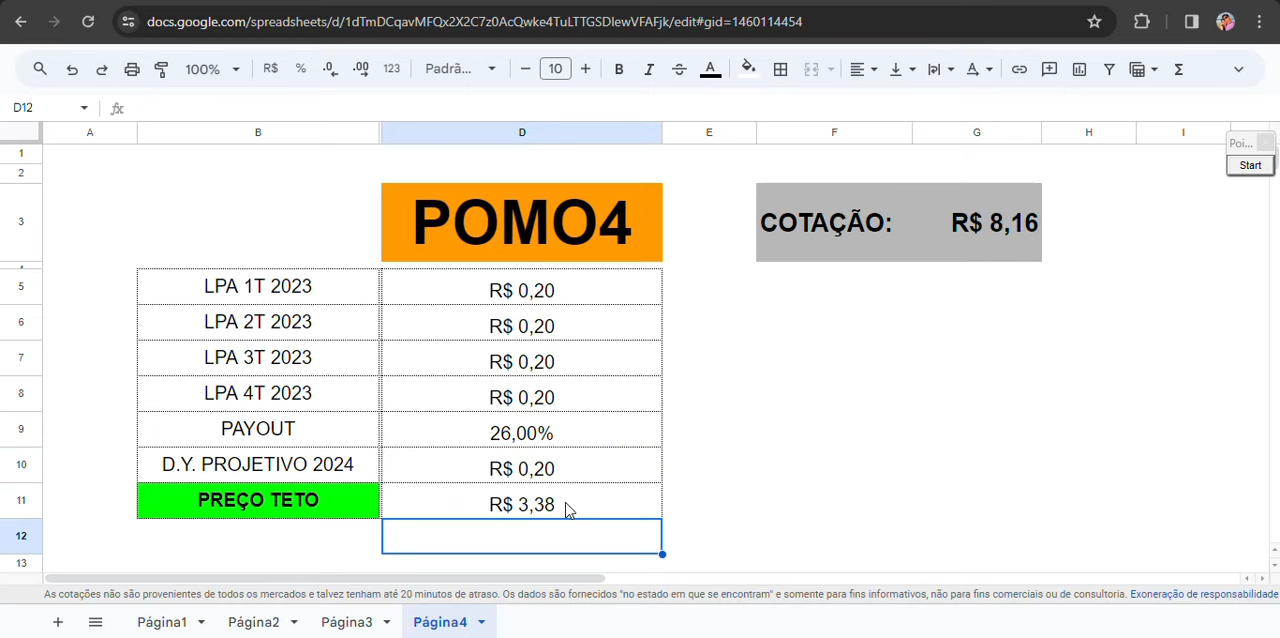 docs.google.com/spreadsheets/d/1dTmDCqavMFQx2X2C7z0AcQwke4TuLTTGSDIewVFAFjk/edit#gid=1460114454
100% R$ % .0 .00 123 Padrã... 10 B I A Σ
D12 fx
A B D E F G H I
Poi...
Start
1
2
3 POMO4 COTAÇÃO: R$ 8,16
5 LPA 1T 2023 R$ 0,20
6 LPA 2T 2023 R$ 0,20
7 LPA 3T 2023 R$ 0,20
8 LPA 4T 2023 R$ 0,20
9 PAYOUT 26,00%
10 D.Y. PROJETIVO 2024 R$ 0,20
11 PREÇO TETO R$ 3,38
12
13
As cotações não são provenientes de todos os mercados e talvez tenham até 20 minutos de atraso. Os dados são fornecidos "no estado em que se encontram" e somente para fins informativos, não para fins comerciais ou de consultoria. Exoneração de responsabilidade
Página1 Página2 Página3 Página4